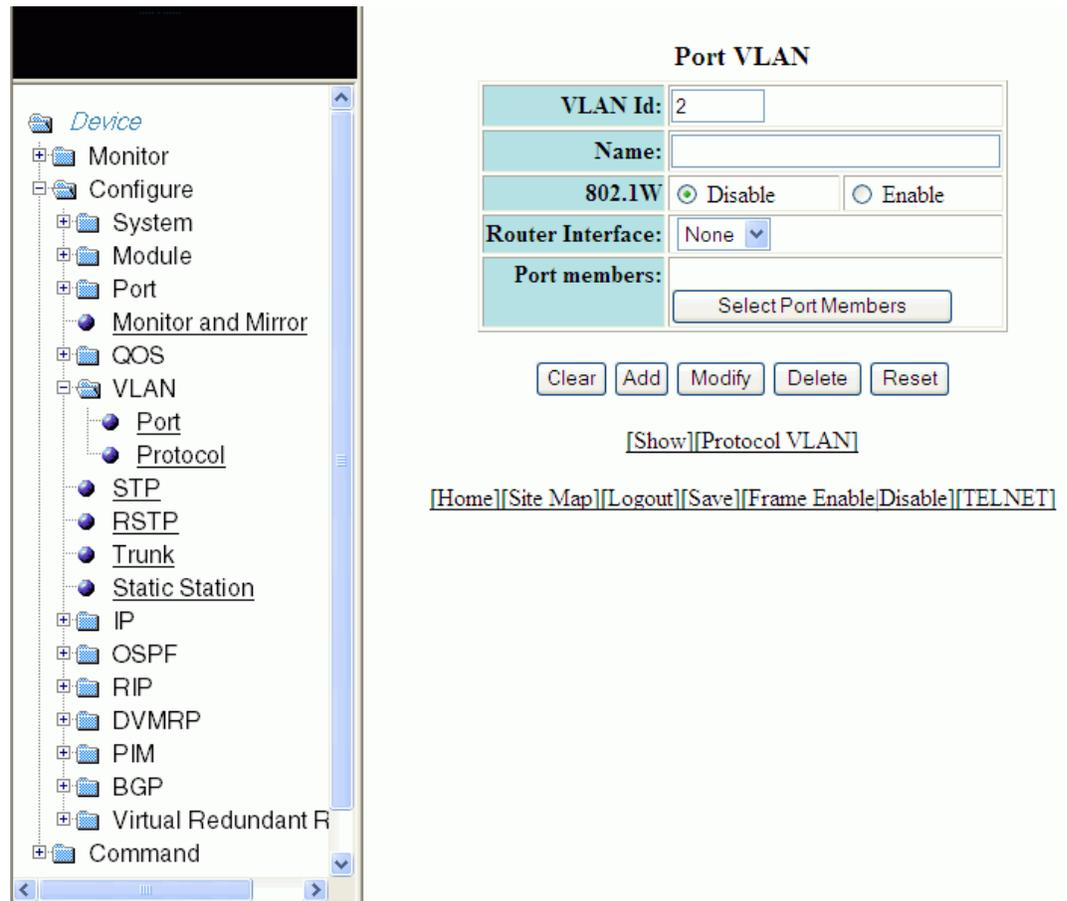 Device
Monitor
Configure
System
Module
Port
Monitor and Mirror
QOS
VLAN
Port
Protocol
STP
RSTP
Trunk
Static Station
IP
OSPF
RIP
DVMRP
PIM
BGP
Virtual Redundant R
Command
Port VLAN
VLAN Id: 2
Name:
802.1W Disable Enable
Router Interface: None
Port members:
Select Port Members
Clear Add Modify Delete Reset
[Show][Protocol VLAN]
[Home][Site Map][Logout][Save][Frame Enable|Disable][TELNET]